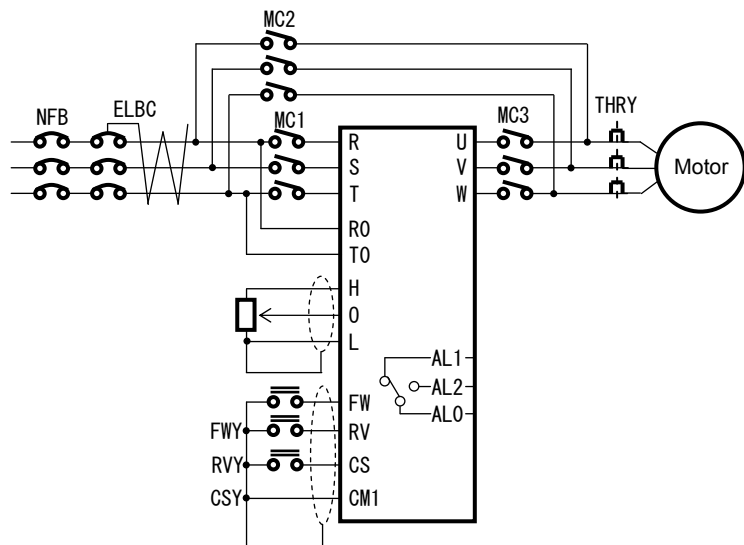 MC2
NFB ELBC MC1 MC3 THRY
R U
S V
T W
Motor
R0
T0
H
O
L
AL1
AL2
AL0
FW
FWY RV
RVY CS
CSY CM1